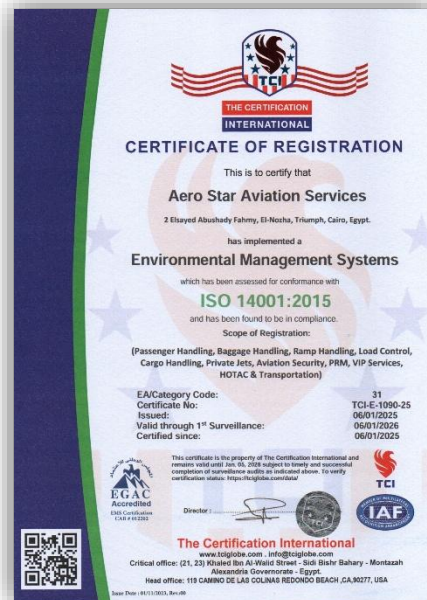 TCI
THE CERTIFICATION
INTERNATIONAL
CERTIFICATE OF REGISTRATION
This is to certify that
Aero Star Aviation Services
2 Elsayed Abushady Fahmy, El-Nozha, Triumph, Cairo, Egypt.
has implemented a
Environmental Management Systems
which has been assessed for conformance with
ISO 14001:2015
and has been found to be in compliance.
Scope of Registration:
(Passenger Handling, Baggage Handling, Ramp Handling, Load Control,
Cargo Handling, Private Jets, Aviation Security, PRM, VIP Services,
HOTAC & Transportation)
EA/Category Code: 31
Certificate No: TCI-E-1090-25
Issued: 06/01/2025
Valid through 1st Surveillance: 06/01/2026
Certified since: 06/01/2025
This certificate is the property of The Certification International and
remains valid until Jan. 05, 2028 subject to timely and successful
completion of surveillance audits as indicated above. To verify
certification status: https://tciglobe.com/data/
EGAC
Accredited
EMS Certification
TCI
Director :
IAF
The Certification International
www.tciglobe.com . info@tciglobe.com
Critical office: (21, 23) Khaled Ibn Al-Walid Street - Sidi Bishr Bahary - Montazah
Alexandria Governorate - Egypt.
Head office: 119 CAMINO DE LAS COLINAS REDONDO BEACH ,CA,90277, USA